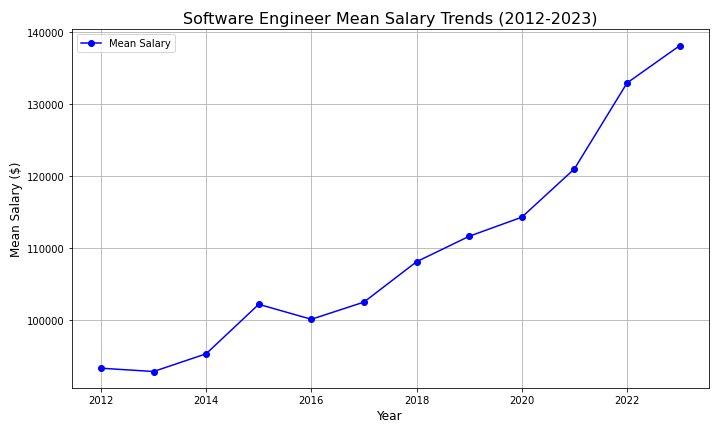 Software Engineer Mean Salary Trends (2012-2023)
Mean Salary
140000
130000
120000
110000
100000
Mean Salary ($)
2012 2014 2016 2018 2020 2022
Year